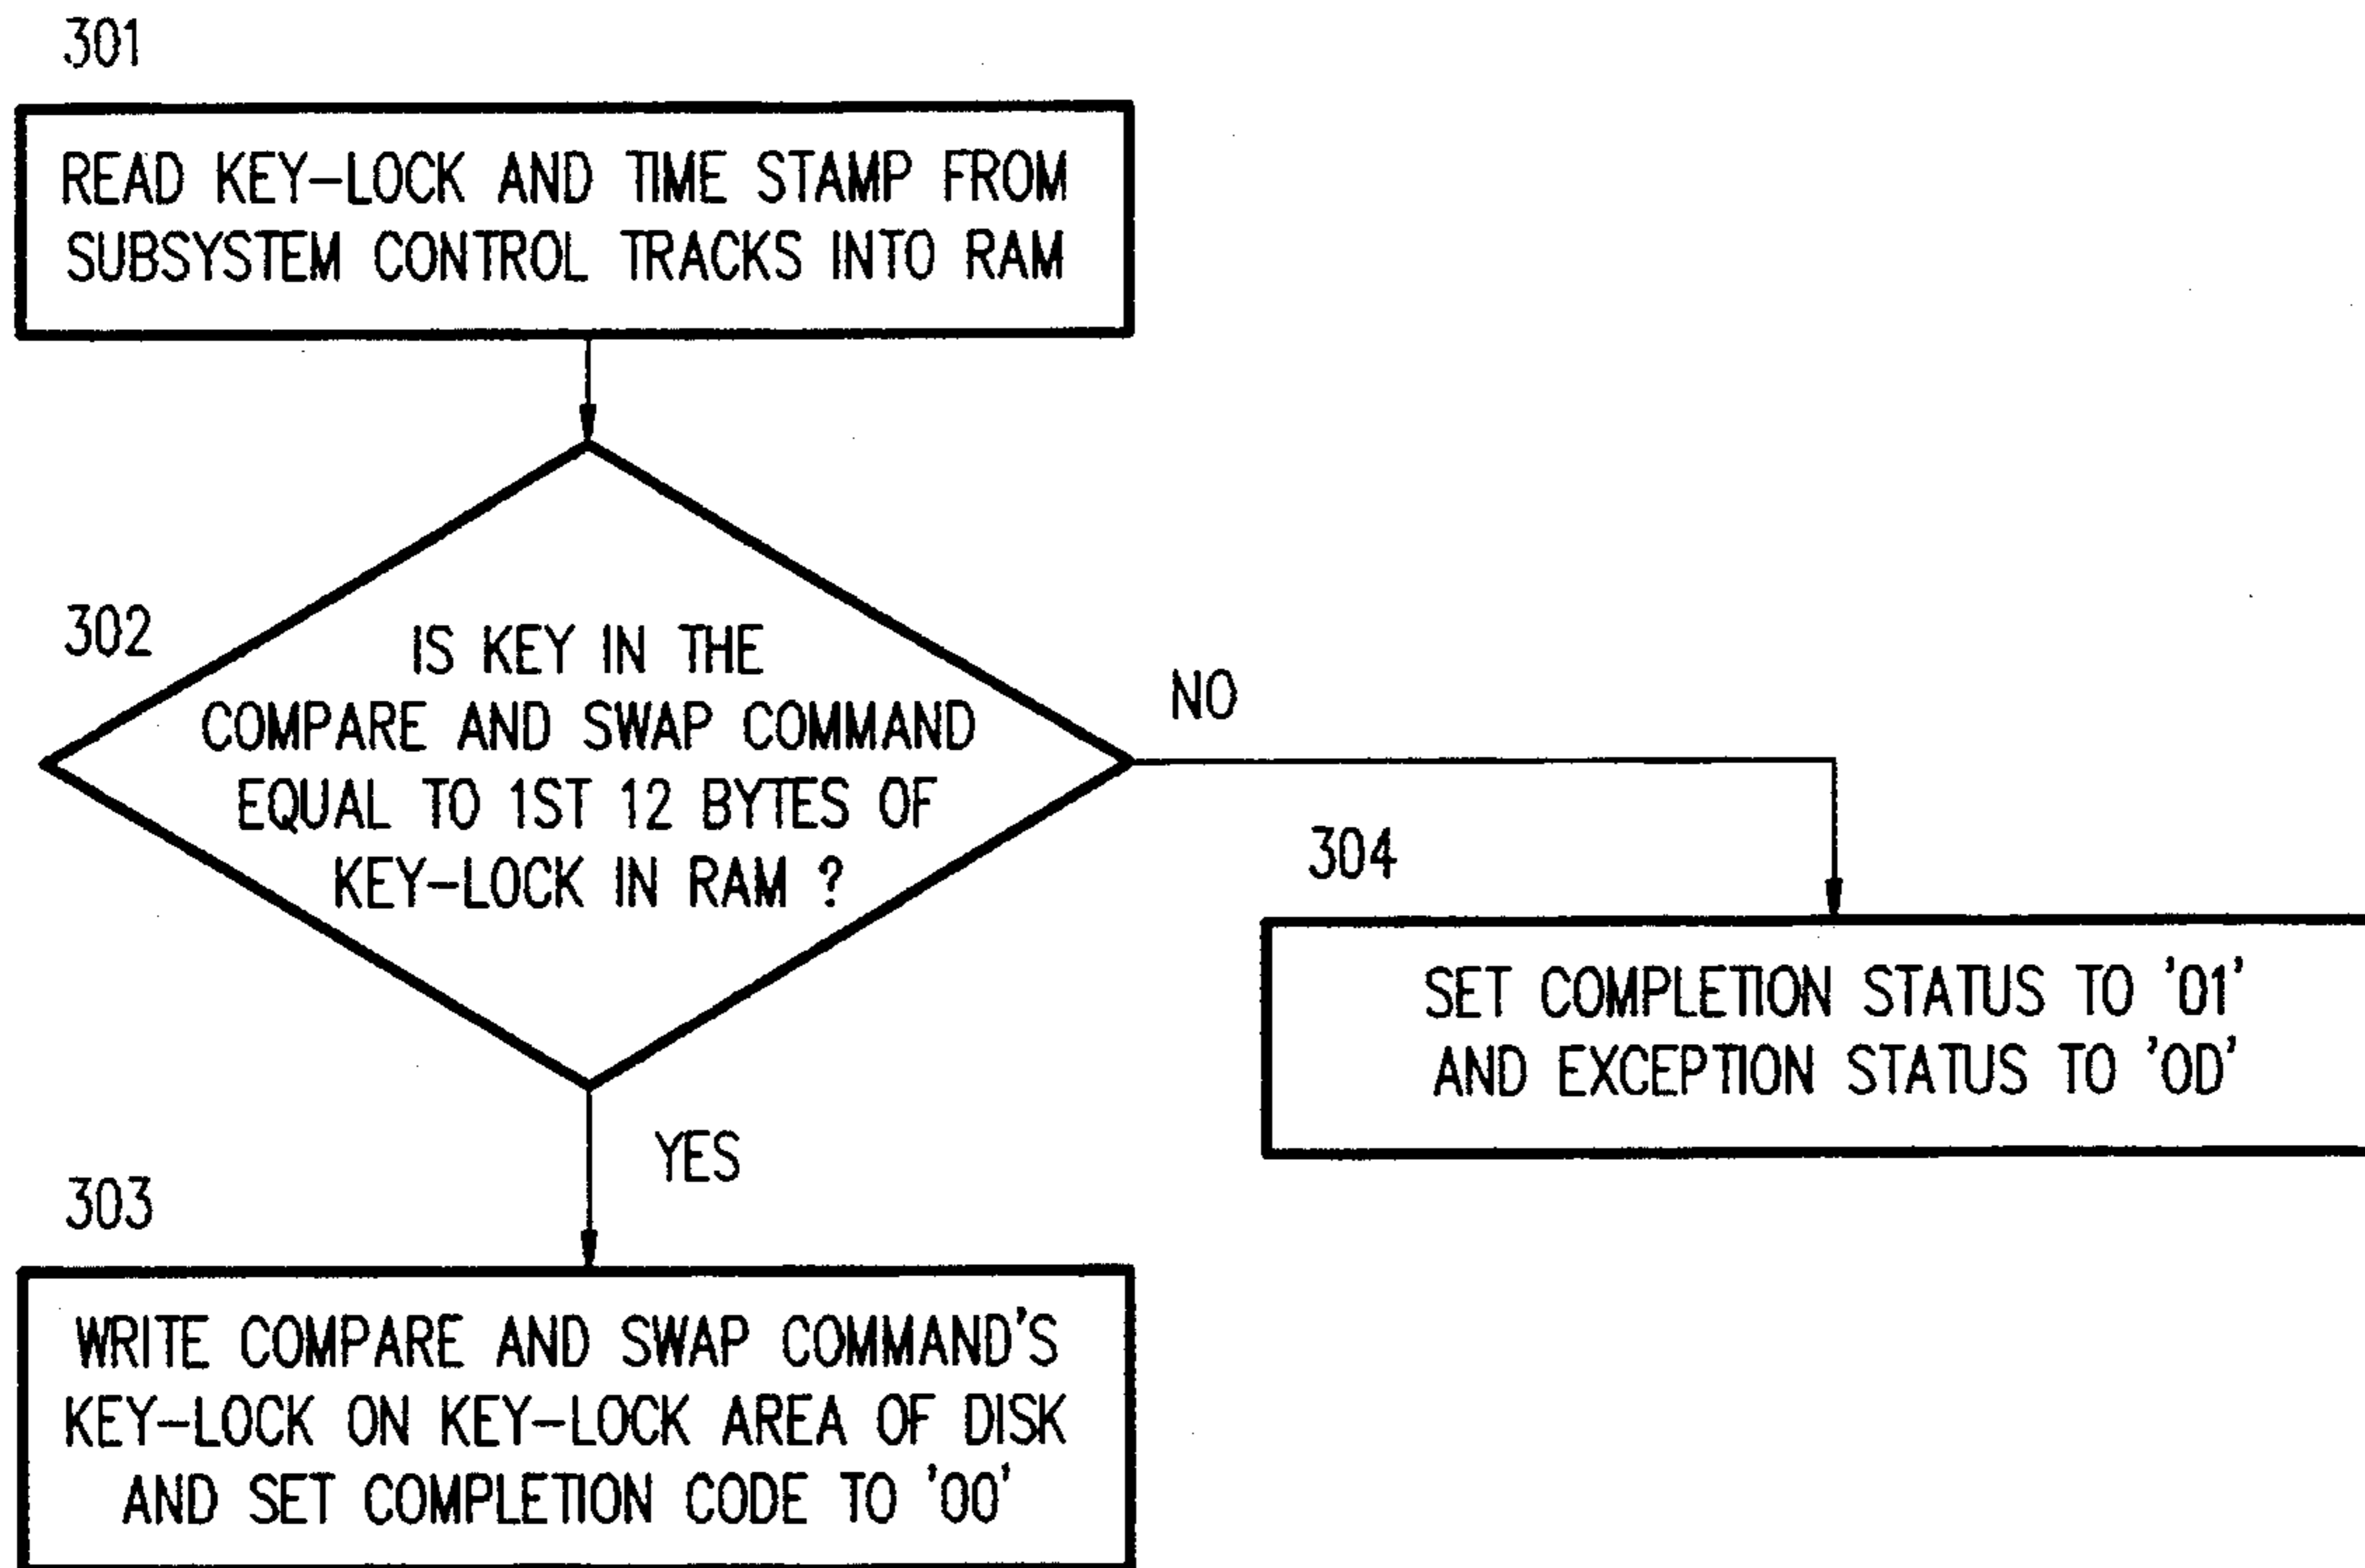 301
READ KEY-LOCK AND TIME STAMP FROM
SUBSYSTEM CONTROL TRACKS INTO RAM
302
IS KEY IN THE
COMPARE AND SWAP COMMAND
EQUAL TO 1ST 12 BYTES OF
KEY-LOCK IN RAM ?
NO
304
SET COMPLETION STATUS TO '01'
AND EXCEPTION STATUS TO '0D'
YES
303
WRITE COMPARE AND SWAP COMMAND'S
KEY-LOCK ON KEY-LOCK AREA OF DISK
AND SET COMPLETION CODE TO '00'